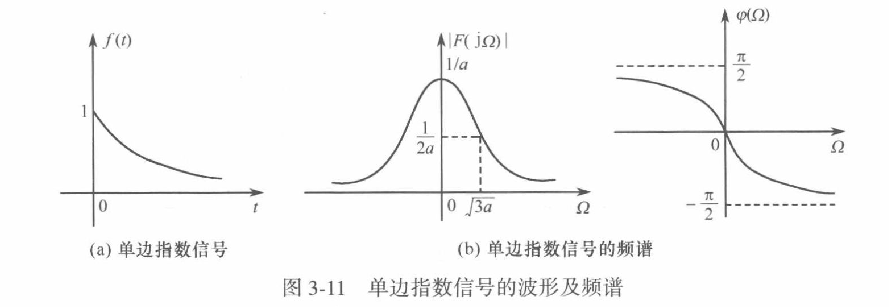 f(t)
1
0
t
(a) 单边指数信号
|F(jΩ)|
1/a
1/2a
0
√3a
Ω
φ(Ω)
π/2
0
Ω
-π/2
(b) 单边指数信号的频谱
图 3-11 单边指数信号的波形及频谱